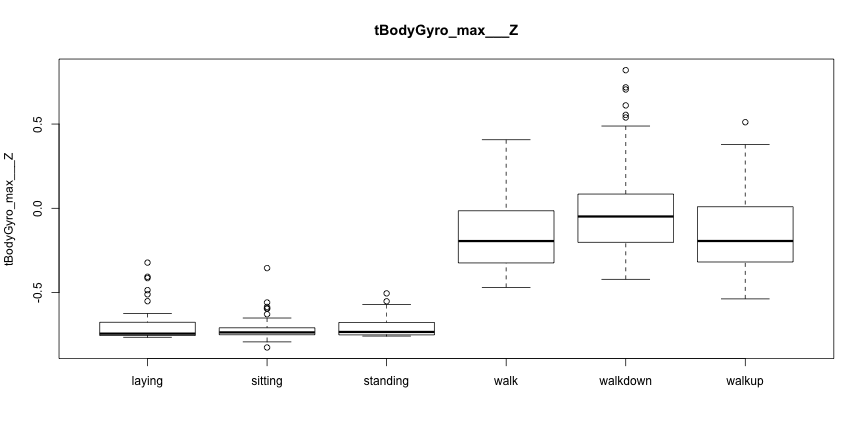 tBodyGyro_max___Z
tBodyGyro_max___Z
0.5
0.0
-0.5
laying sitting standing walk walkdown walkup